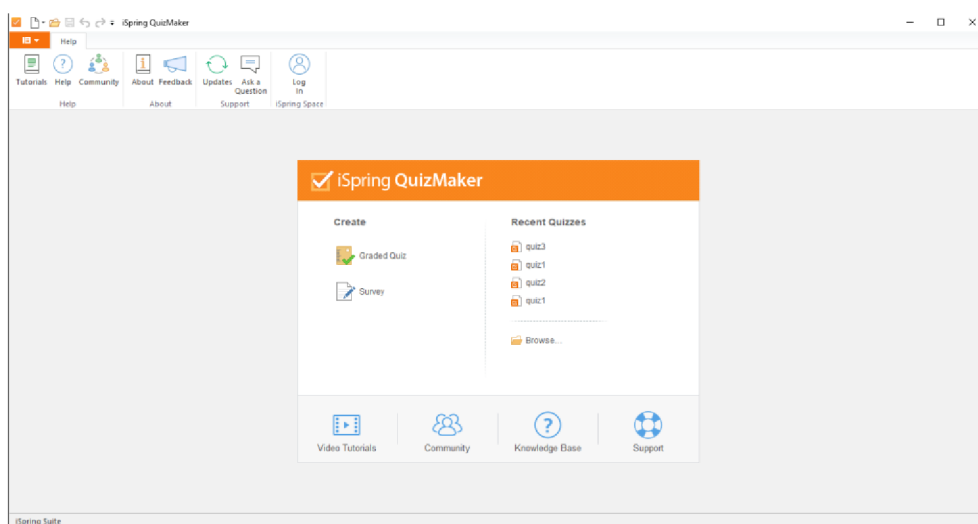 iSpring QuizMaker
Help
Tutorials Help Community About Feedback Updates Ask a Question Log In
Help About Support iSpring Space
iSpring QuizMaker
Create
Graded Quiz
Survey
Recent Quizzes
quiz3
quiz1
quiz2
quiz1
Browse...
Video Tutorials Community Knowledge Base Support
iSpring Suite